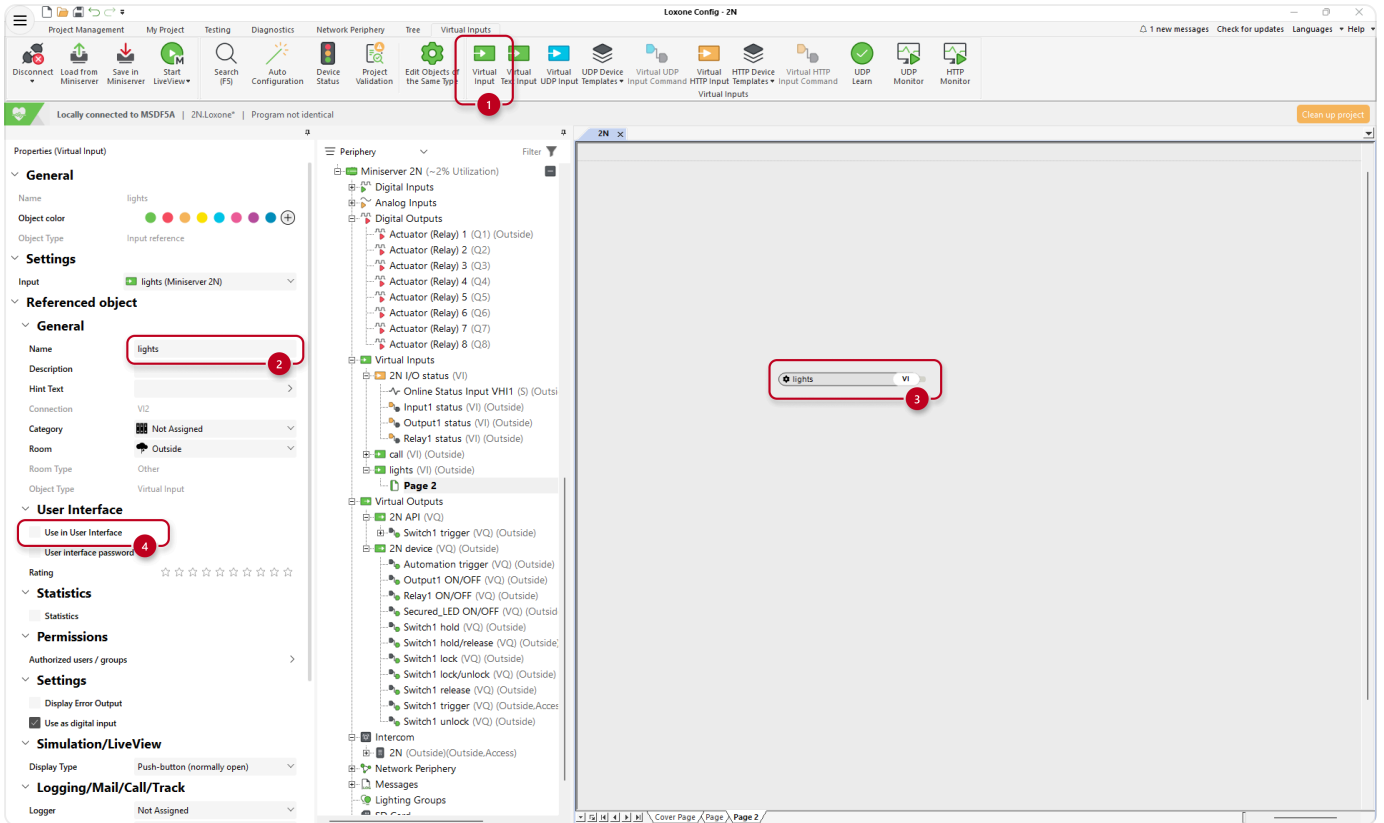 Loxone Config - 2N
Project Management My Project Testing Diagnostics Network Periphery Tree Virtual Inputs
1 new messages Check for updates Languages Help
Disconnect
Load from Miniserver
Save in Miniserver
Start LiveView
Search (F5)
Auto Configuration
Device Status
Project Validation
Edit Objects of the Same Type
Virtual Input
Virtual Text Input
Virtual UDP Input
UDP Device Templates
Virtual UDP Input Command
Virtual HTTP Input
HTTP Device Templates
Virtual HTTP Input Command
UDP Learn
UDP Monitor
HTTP Monitor
Virtual Inputs
1
Locally connected to MSDF5A | 2N.Loxone* | Program not identical
Clean up project
Properties (Virtual Input)
General
Name lights
Object color
Object Type Input reference
Settings
Input lights (Miniserver 2N)
Referenced object
General
Name lights
2
Description
Hint Text
Connection VI2
Category Not Assigned
Room Outside
Room Type Other
Object Type Virtual Input
User Interface
Use in User Interface
4
User interface password
Rating
Statistics
Statistics
Permissions
Authorized users / groups
Settings
Display Error Output
Use as digital input
Simulation/LiveView
Display Type Push-button (normally open)
Logging/Mail/Call/Track
Logger Not Assigned
Periphery Filter
Miniserver 2N (~2% Utilization)
Digital Inputs
Analog Inputs
Digital Outputs
Actuator (Relay) 1 (Q1) (Outside)
Actuator (Relay) 2 (Q2)
Actuator (Relay) 3 (Q3)
Actuator (Relay) 4 (Q4)
Actuator (Relay) 5 (Q5)
Actuator (Relay) 6 (Q6)
Actuator (Relay) 7 (Q7)
Actuator (Relay) 8 (Q8)
Virtual Inputs
2N I/O status (VI)
Online Status Input VHI1 (S) (Outsi
Input1 status (VI) (Outside)
Output1 status (VI) (Outside)
Relay1 status (VI) (Outside)
call (VI) (Outside)
lights (VI) (Outside)
Page 2
Virtual Outputs
2N API (VQ)
Switch1 trigger (VQ) (Outside)
2N device (VQ) (Outside)
Automation trigger (VQ) (Outside)
Output1 ON/OFF (VQ) (Outside)
Relay1 ON/OFF (VQ) (Outside)
Secured_LED ON/OFF (VQ) (Outsid
Switch1 hold (VQ) (Outside)
Switch1 hold/release (VQ) (Outside)
Switch1 lock (VQ) (Outside)
Switch1 lock/unlock (VQ) (Outside)
Switch1 release (VQ) (Outside)
Switch1 trigger (VQ) (Outside,Acces
Switch1 unlock (VQ) (Outside)
Intercom
2N (Outside)(Outside,Access)
Network Periphery
Messages
Lighting Groups
SD Card
2N
lights VI
3
Cover Page Page Page 2